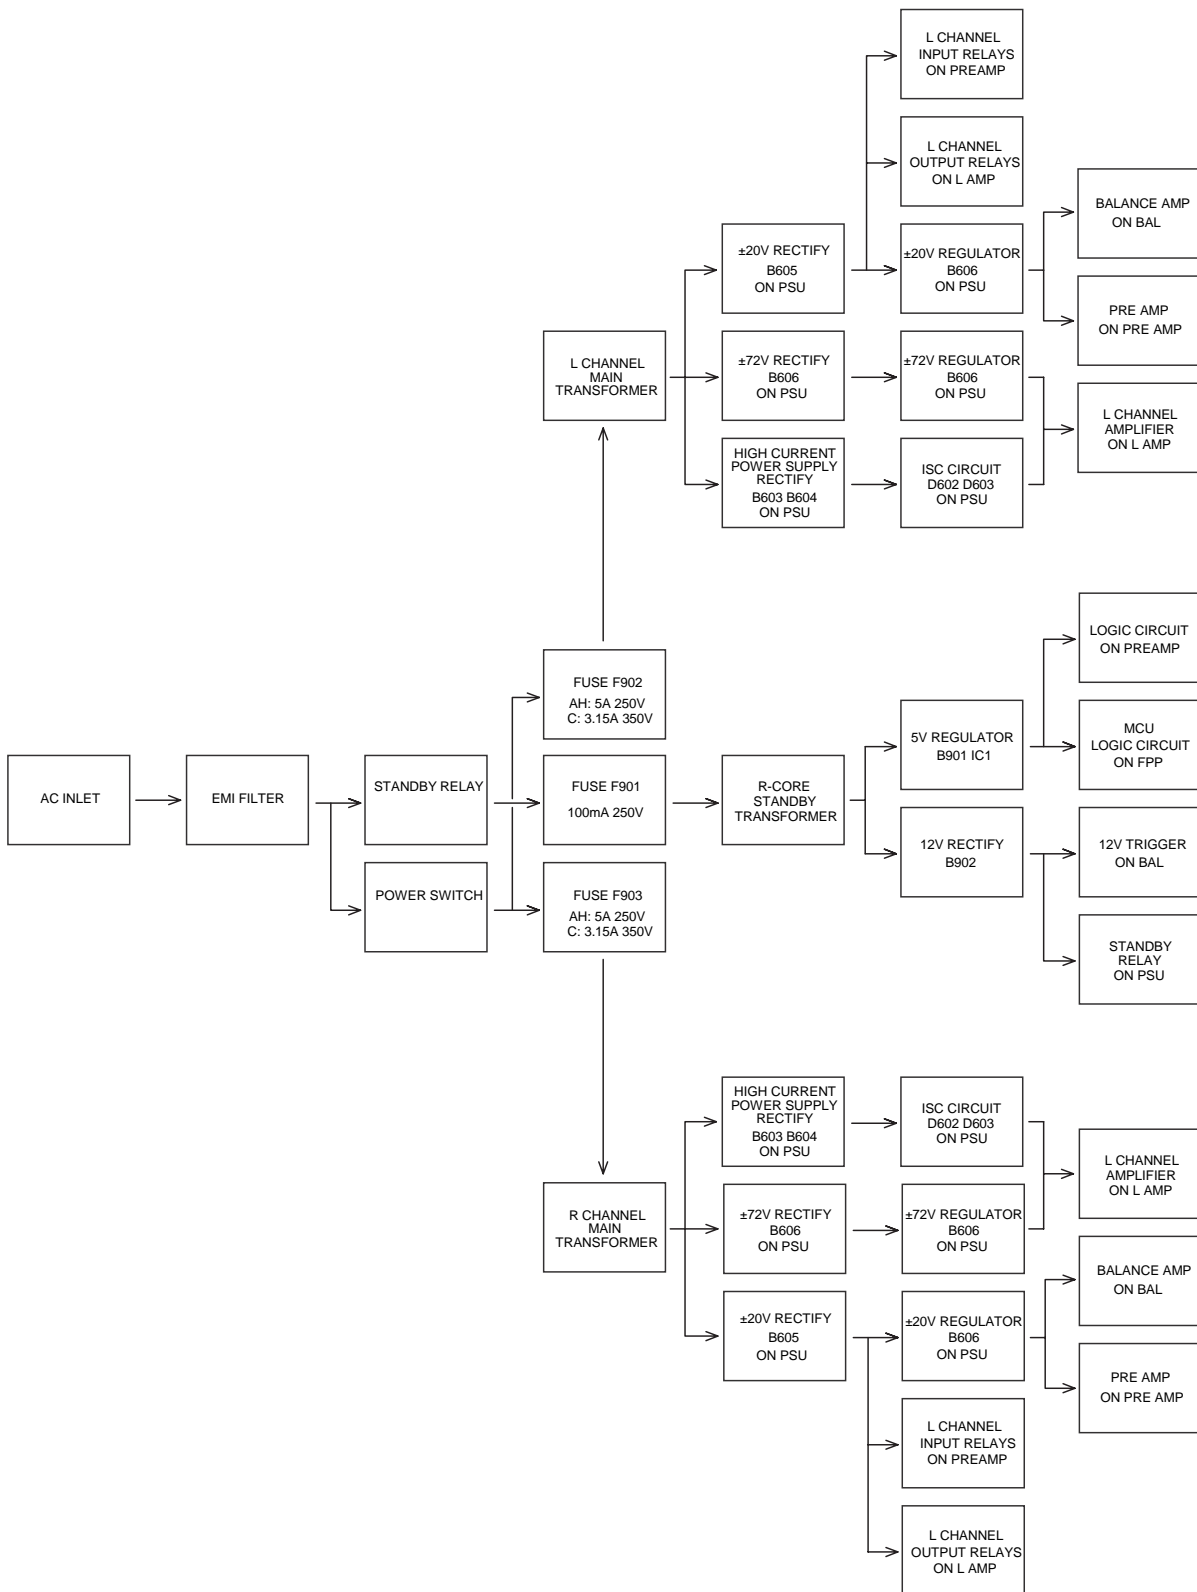 L CHANNEL
INPUT RELAYS
ON PREAMP
L CHANNEL
OUTPUT RELAYS
ON L AMP
BALANCE AMP
ON BAL
±20V RECTIFY
B605
ON PSU
±20V REGULATOR
B606
ON PSU
PRE AMP
ON PRE AMP
L CHANNEL
MAIN
TRANSFORMER
±72V RECTIFY
B606
ON PSU
±72V REGULATOR
B606
ON PSU
L CHANNEL
AMPLIFIER
ON L AMP
HIGH CURRENT
POWER SUPPLY
RECTIFY
B603 B604
ON PSU
ISC CIRCUIT
D602 D603
ON PSU
LOGIC CIRCUIT
ON PREAMP
FUSE F902
AH: 5A 250V
C: 3.15A 350V
AC INLET
EMI FILTER
STANDBY RELAY
FUSE F901
100mA 250V
R-CORE
STANDBY
TRANSFORMER
5V REGULATOR
B901 IC1
MCU
LOGIC CIRCUIT
ON FPP
12V RECTIFY
B902
12V TRIGGER
ON BAL
POWER SWITCH
FUSE F903
AH: 5A 250V
C: 3.15A 350V
STANDBY
RELAY
ON PSU
HIGH CURRENT
POWER SUPPLY
RECTIFY
B603 B604
ON PSU
ISC CIRCUIT
D602 D603
ON PSU
L CHANNEL
AMPLIFIER
ON L AMP
R CHANNEL
MAIN
TRANSFORMER
±72V RECTIFY
B606
ON PSU
±72V REGULATOR
B606
ON PSU
BALANCE AMP
ON BAL
±20V RECTIFY
B605
ON PSU
±20V REGULATOR
B606
ON PSU
PRE AMP
ON PRE AMP
L CHANNEL
INPUT RELAYS
ON PREAMP
L CHANNEL
OUTPUT RELAYS
ON L AMP